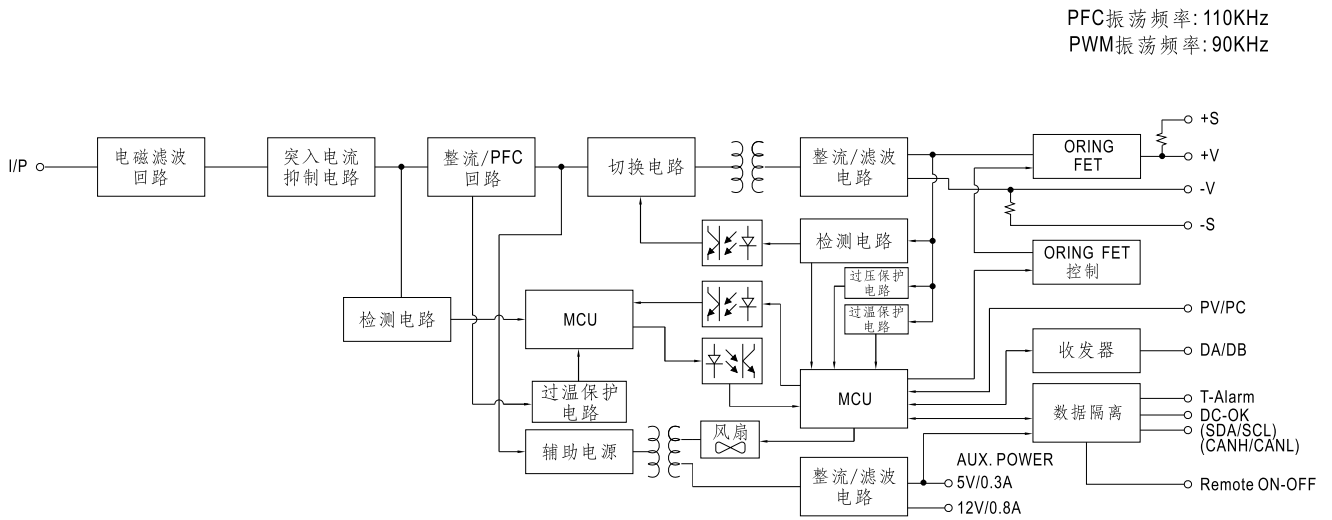 PFC振荡频率: 110KHz
PWM振荡频率: 90KHz
I/P
电磁滤波
回路
突入电流
抑制电路
整流/PFC
回路
切换电路
整流/滤波
电路
ORING
FET
+S
+V
-V
-S
检测电路
ORING FET
控制
过压保护
电路
过温保护
电路
检测电路
MCU
PV/PC
收发器
DA/DB
过温保护
电路
MCU
数据隔离
T-Alarm
DC-OK
(SDA/SCL)
(CANH/CANL)
辅助电源
风扇
整流/滤波
电路
AUX. POWER
5V/0.3A
12V/0.8A
Remote ON-OFF